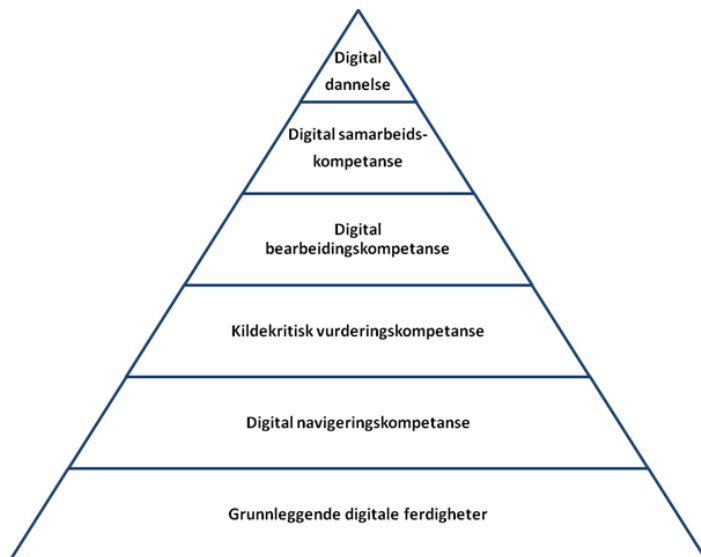 Digital
dannelse
Digital samarbeids-
kompetanse
Digital
bearbeidingskompetanse
Kildekritisk vurderingskompetanse
Digital navigeringskompetanse
Grunnleggende digitale ferdigheter